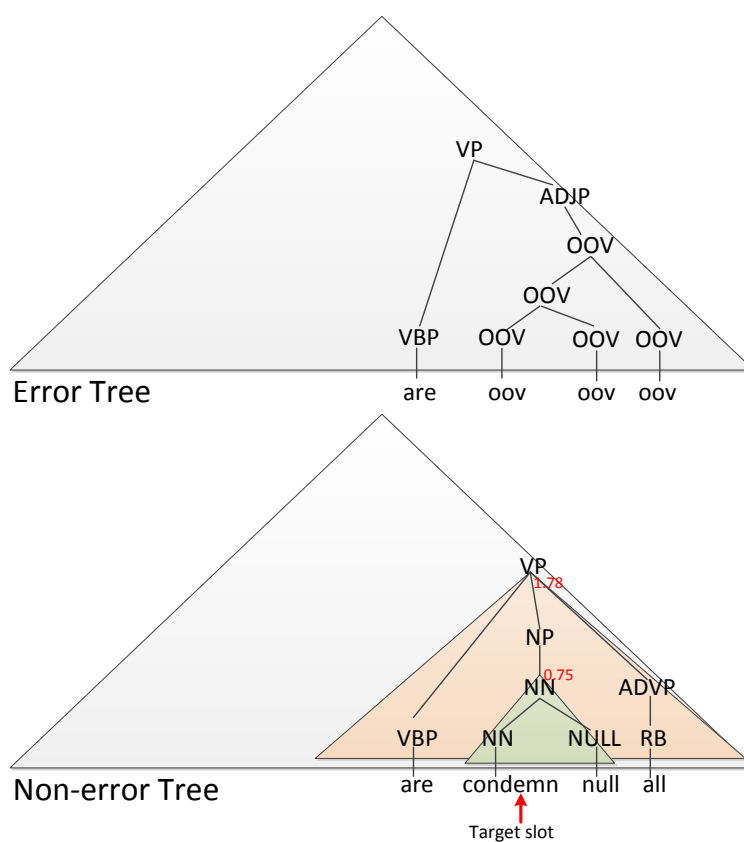 VP
ADJP
OOV
OOV
VBP OOV OOV OOV
are oov oov oov
Error Tree
VP
1.78
NP
0.75
NN ADVP
VBP NN NULL RB
are condemn null all
Non-error Tree
Target slot